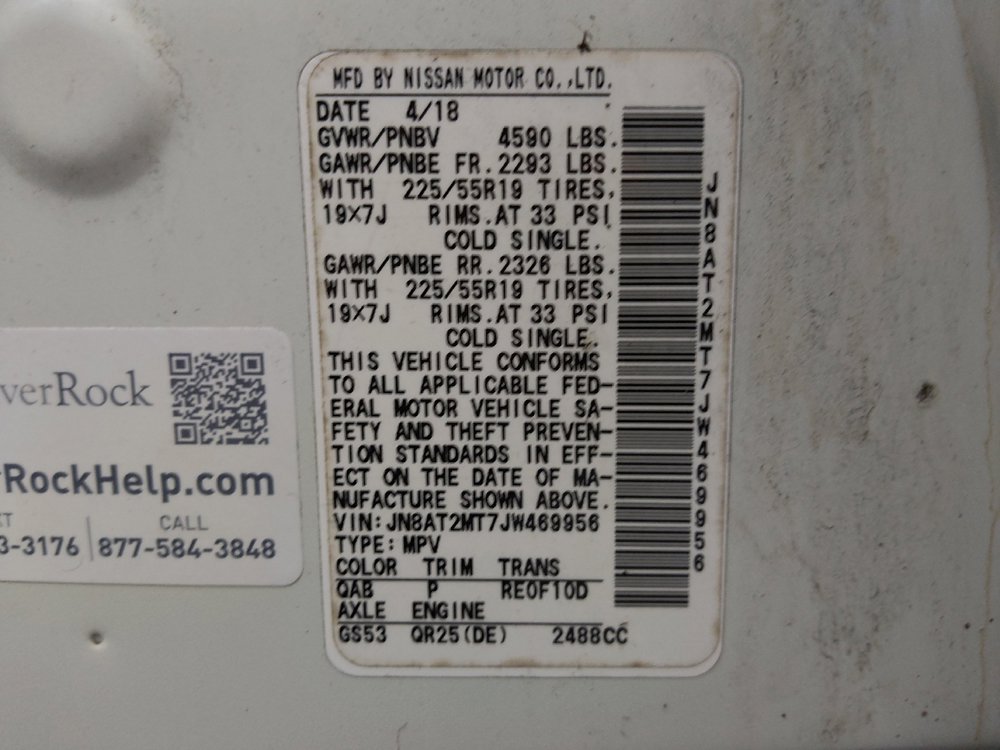 MFD BY NISSAN MOTOR CO.,LTD.
DATE 4/18
GVWR/PNBV 4590 LBS.
GAWR/PNBE FR. 2293 LBS.
WITH 225/55R19 TIRES,
19×7J RIMS. AT 33 PSI
COLD SINGLE.
GAWR/PNBE RR. 2326 LBS.
WITH 225/55R19 TIRES,
19×7J RIMS. AT 33 PSI
COLD SINGLE.
THIS VEHICLE CONFORMS
TO ALL APPLICABLE FED-
ERAL MOTOR VEHICLE SA-
FETY AND THEFT PREVEN-
TION STANDARDS IN EFF-
ECT ON THE DATE OF MA-
NUFACTURE SHOWN ABOVE.
VIN: JN8AT2MT7JW469956
TYPE: MPV
COLOR TRIM TRANS
QAB P RE0F10D
AXLE ENGINE
GS53 QR25(DE) 2488CC
JN8AT2MT7JW469956
verRock
RockHelp.com
CALL
3-3176 | 877-584-3848